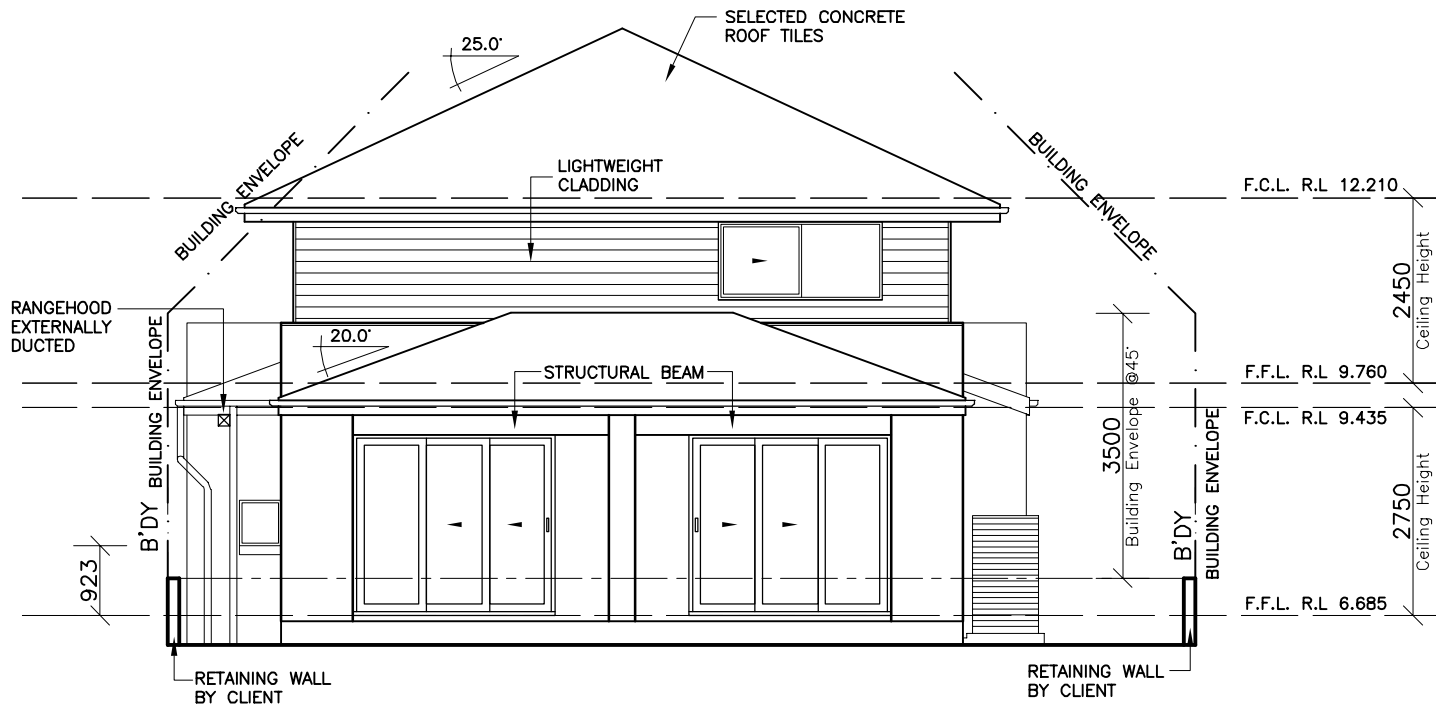 SELECTED CONCRETE
ROOF TILES
25.0°
BUILDING ENVELOPE
BUILDING ENVELOPE
LIGHTWEIGHT
CLADDING
F.C.L. R.L 12.210
2450
Ceiling Height
RANGEHOOD
EXTERNALLY
DUCTED
20.0°
STRUCTURAL BEAM
F.F.L. R.L 9.760
F.C.L. R.L 9.435
3500
Building Envelope @45°
B'DY
BUILDING ENVELOPE
B'DY
BUILDING ENVELOPE
2750
Ceiling Height
923
F.F.L. R.L 6.685
RETAINING WALL
BY CLIENT
RETAINING WALL
BY CLIENT